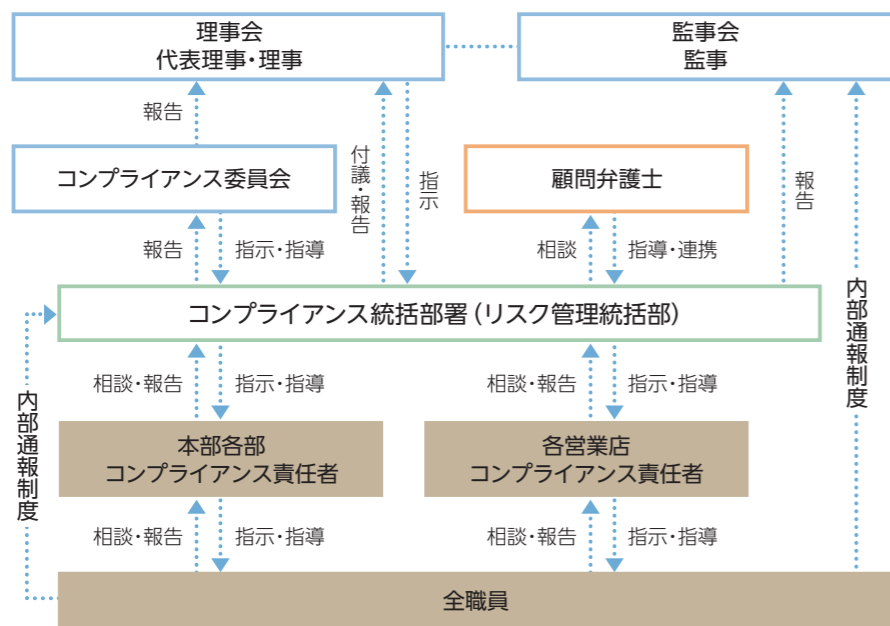 理事会
代表理事・理事
監事会
監事
報告
コンプライアンス委員会
付議・報告
指示
顧問弁護士
報告
報告
指示・指導
相談
指導・連携
コンプライアンス統括部署(リスク管理統括部)
内部通報制度
相談・報告
指示・指導
相談・報告
指示・指導
内部通報制度
本部各部
コンプライアンス責任者
各営業店
コンプライアンス責任者
相談・報告
指示・指導
相談・報告
指示・指導
全職員